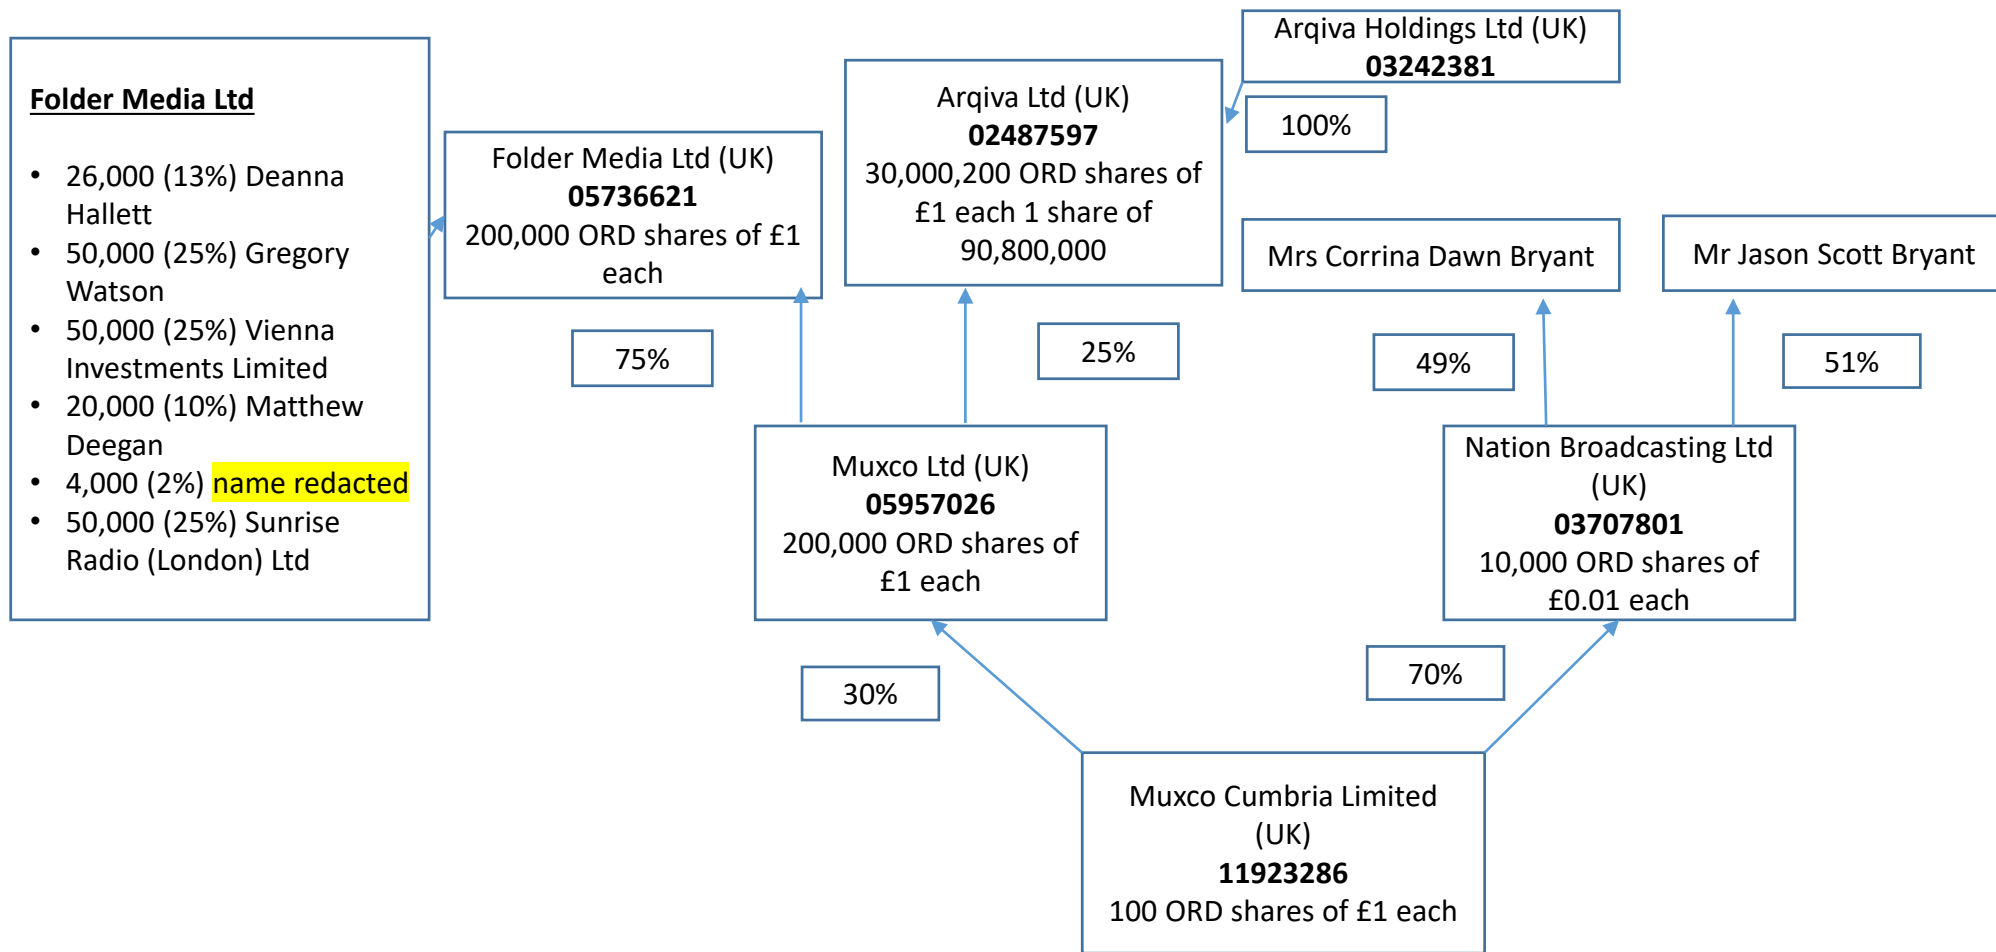 Folder Media Ltd
• 26,000 (13%) Deanna
Hallett
• 50,000 (25%) Gregory
Watson
• 50,000 (25%) Vienna
Investments Limited
• 20,000 (10%) Matthew
Deegan
• 4,000 (2%) name redacted
• 50,000 (25%) Sunrise
Radio (London) Ltd
Folder Media Ltd (UK)
05736621
200,000 ORD shares of £1
each
Arqiva Ltd (UK)
02487597
30,000,200 ORD shares of
£1 each 1 share of
90,800,000
Arqiva Holdings Ltd (UK)
03242381
100%
Mrs Corrina Dawn Bryant
Mr Jason Scott Bryant
75%
25%
49%
51%
Muxco Ltd (UK)
05957026
200,000 ORD shares of
£1 each
Nation Broadcasting Ltd
(UK)
03707801
10,000 ORD shares of
£0.01 each
30%
70%
Muxco Cumbria Limited
(UK)
11923286
100 ORD shares of £1 each